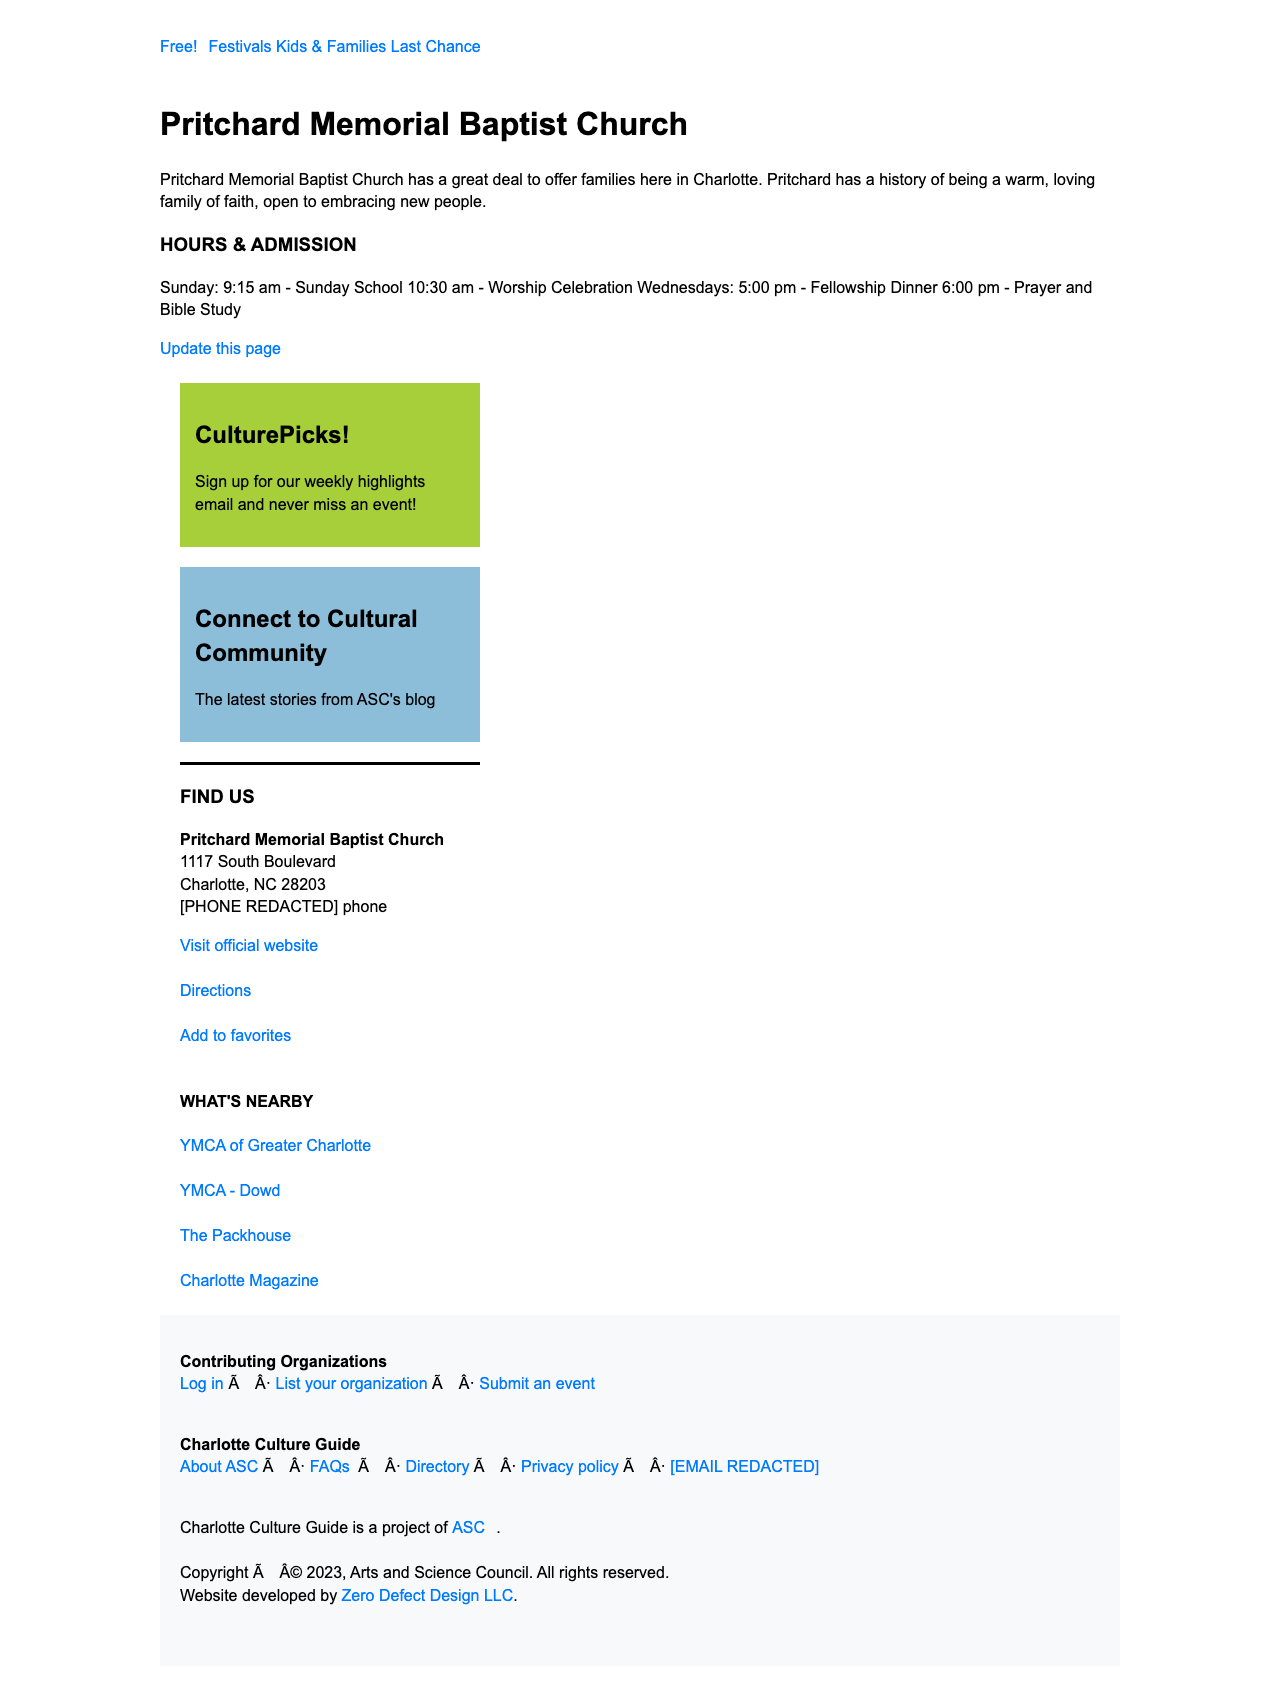 Free! Festivals Kids & Families Last Chance
Pritchard Memorial Baptist Church
Pritchard Memorial Baptist Church has a great deal to offer families here in Charlotte. Pritchard has a history of being a warm, loving
family of faith, open to embracing new people.
HOURS & ADMISSION
Sunday: 9:15 am - Sunday School 10:30 am - Worship Celebration Wednesdays: 5:00 pm - Fellowship Dinner 6:00 pm - Prayer and
Bible Study
Update this page
CulturePicks!
Sign up for our weekly highlights
email and never miss an event!
Connect to Cultural
Community
The latest stories from ASC's blog
FIND US
Pritchard Memorial Baptist Church
1117 South Boulevard
Charlotte, NC 28203
[PHONE REDACTED] phone
Visit official website
Directions
Add to favorites
WHAT'S NEARBY
YMCA of Greater Charlotte
YMCA - Dowd
The Packhouse
Charlotte Magazine
Contributing Organizations
Log in Ã Â· List your organization Ã Â· Submit an event
Charlotte Culture Guide
About ASC Ã Â· FAQs Ã Â· Directory Ã Â· Privacy policy Ã Â· [EMAIL REDACTED]
Charlotte Culture Guide is a project of ASC .
Copyright Ã Â© 2023, Arts and Science Council. All rights reserved.
Website developed by Zero Defect Design LLC.